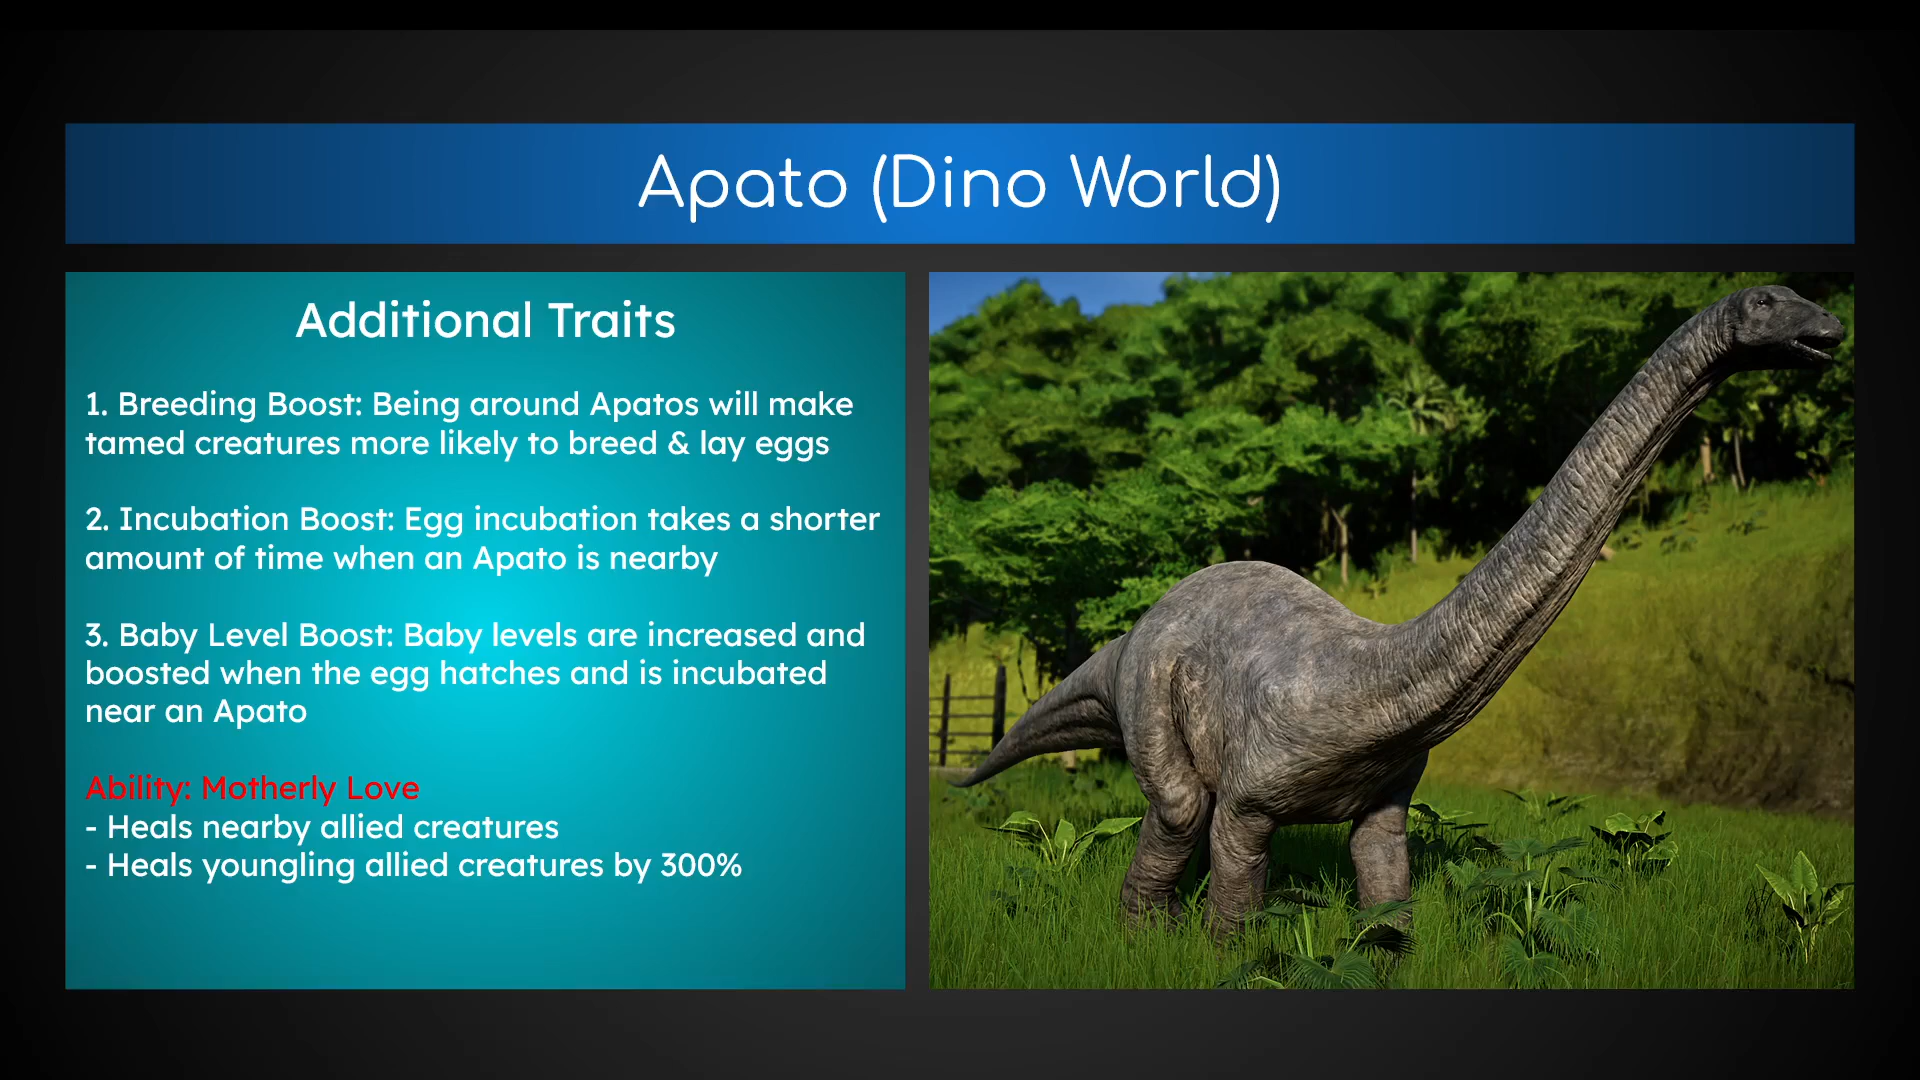 Apato (Dino World)
Additional Traits
1. Breeding Boost: Being around Apatos will make
tamed creatures more likely to breed & lay eggs
2. Incubation Boost: Egg incubation takes a shorter
amount of time when an Apato is nearby
3. Baby Level Boost: Baby levels are increased and
boosted when the egg hatches and is incubated
near an Apato
Ability: Motherly Love
- Heals nearby allied creatures
- Heals youngling allied creatures by 300%